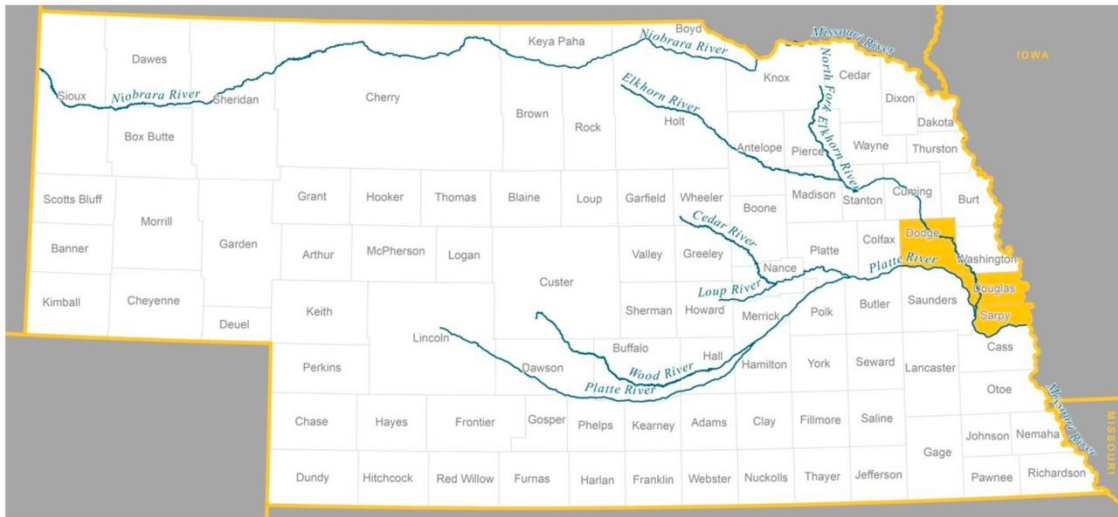 Boyd
Missouri River
Keya Paha
Niobrara River
IOWA
Dawes
Knox
North Fork Elkhorn River
Cedar
Elkhorn River
Sioux
Niobrara River
Sheridan
Cherry
Dixon
Brown
Rock
Holt
Dakota
Box Butte
Antelope
Pierce
Wayne
Thurston
Scotts Bluff
Grant
Hooker
Thomas
Blaine
Loup
Garfield
Wheeler
Madison
Stanton
Cuming
Burt
Morrill
Boone
Cedar River
Banner
Garden
Arthur
McPherson
Logan
Valley
Greeley
Platte
Colfax
Dodge
Washington
Nance
Platte River
Custer
Loup River
Kimball
Cheyenne
Keith
Sherman
Howard
Merrick
Polk
Butler
Saunders
Douglas
Sarpy
Deuel
Lincoln
Buffalo
Hall
Hamilton
York
Seward
Lancaster
Cass
Perkins
Dawson
Wood River
Platte River
Otoe
Missouri River
Chase
Hayes
Frontier
Gosper
Phelps
Kearney
Adams
Clay
Fillmore
Saline
Gage
Johnson
Nemaha
MISSOURI
Dundy
Hitchcock
Red Willow
Furnas
Harlan
Franklin
Webster
Nuckolls
Thayer
Jefferson
Pawnee
Richardson